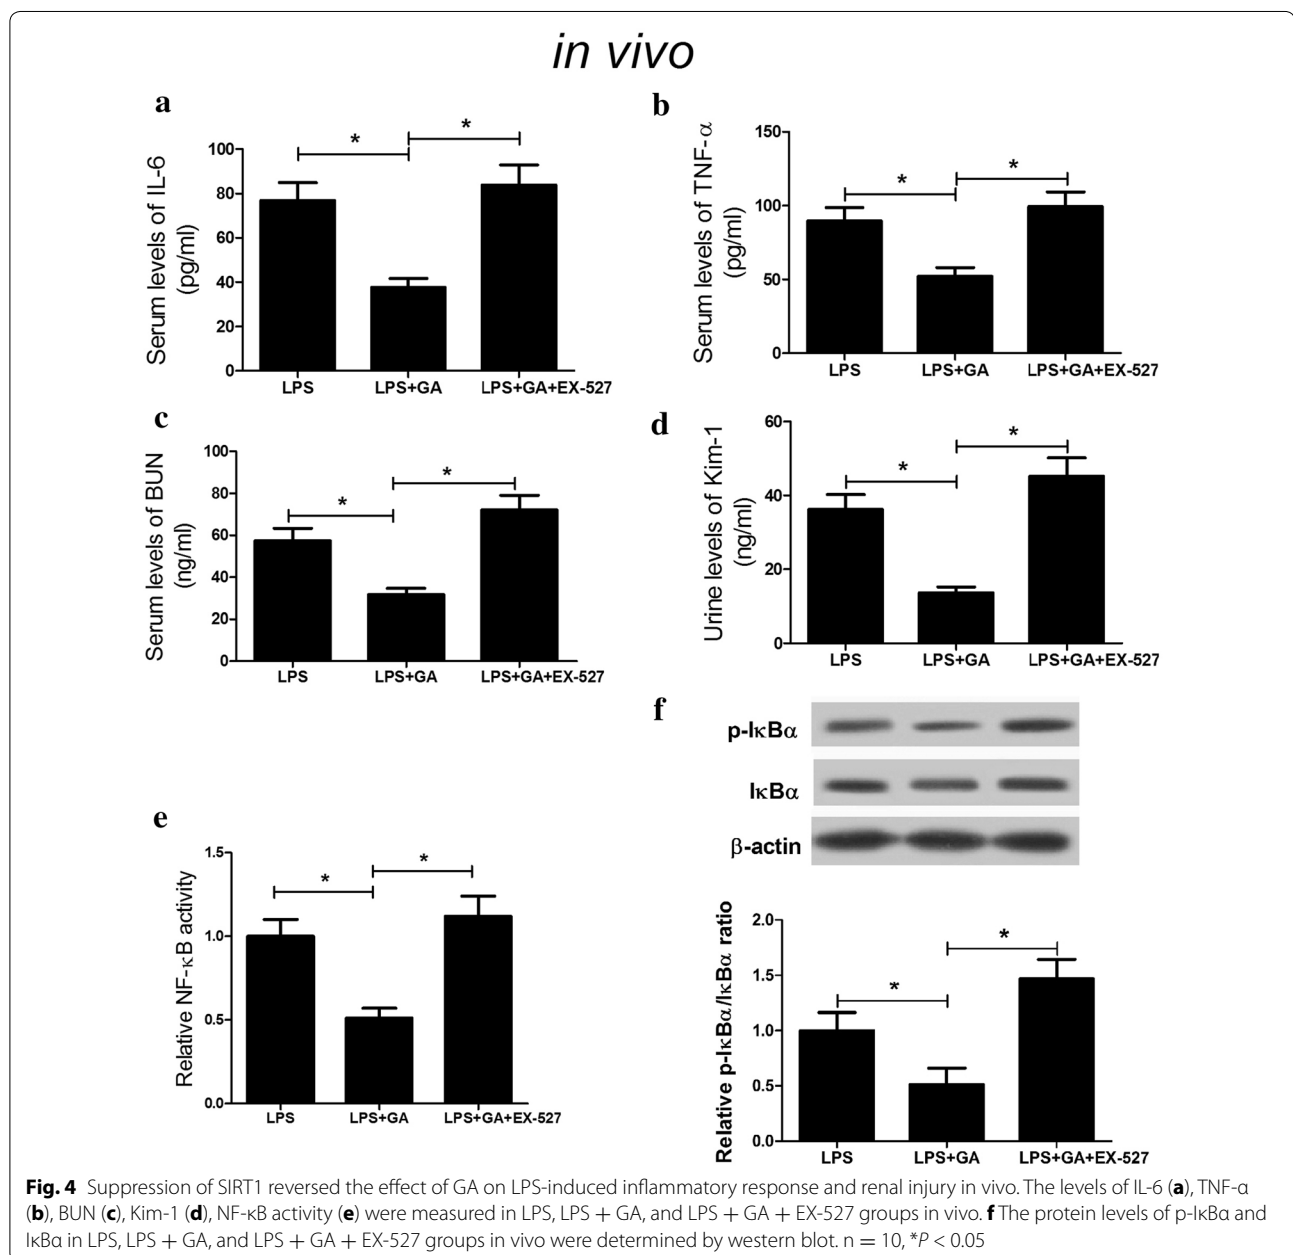 in vivo
a
Serum levels of IL-6
(pg/ml)
100
80
60
40
20
0
*
*
LPS
LPS+GA
LPS+GA+EX-527
b
Serum levels of TNF-α
(pg/ml)
150
100
50
0
*
*
LPS
LPS+GA
LPS+GA+EX-527
c
Serum levels of BUN
(ng/ml)
100
80
60
40
20
0
*
*
LPS
LPS+GA
LPS+GA+EX-527
d
Urine levels of Kim-1
(ng/ml)
60
40
20
0
*
*
LPS
LPS+GA
LPS+GA+EX-527
e
Relative NF-κB activity
1.5
1.0
0.5
0.0
*
*
LPS
LPS+GA
LPS+GA+EX-527
f
p-IκBα
IκBα
β-actin
Relative p-IκBα/IκBα ratio
2.0
1.5
1.0
0.5
0.0
*
*
LPS
LPS+GA
LPS+GA+EX-527
Fig. 4 Suppression of SIRT1 reversed the effect of GA on LPS-induced inflammatory response and renal injury in vivo. The levels of IL-6 (a), TNF-α
(b), BUN (c), Kim-1 (d), NF-κB activity (e) were measured in LPS, LPS + GA, and LPS + GA + EX-527 groups in vivo. f The protein levels of p-IκBα and
IκBα in LPS, LPS + GA, and LPS + GA + EX-527 groups in vivo were determined by western blot. n = 10, *P < 0.05